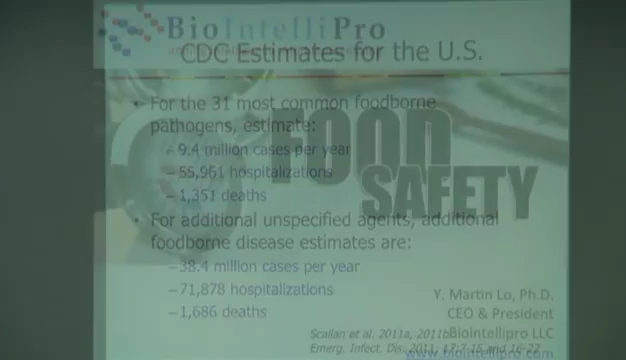 BioIntelliPro
CDC Estimates for the U.S.
For the 31 most common foodborne
pathogens, estimate:
– 9.4 million cases per year
– 55,961 hospitalizations
– 1,351 deaths
FOOD
SAFETY
For additional unspecified agents, additional
foodborne disease estimates are:
– 38.4 million cases per year
– 71,878 hospitalizations
– 1,686 deaths
Y. Martin Lo, Ph.D.
CEO & President
Biointellipro LLC
www.biointellipro.com
2011a, 2011b
Emerg. Infect. Dis. 2011; 17:7-15 and 16-22